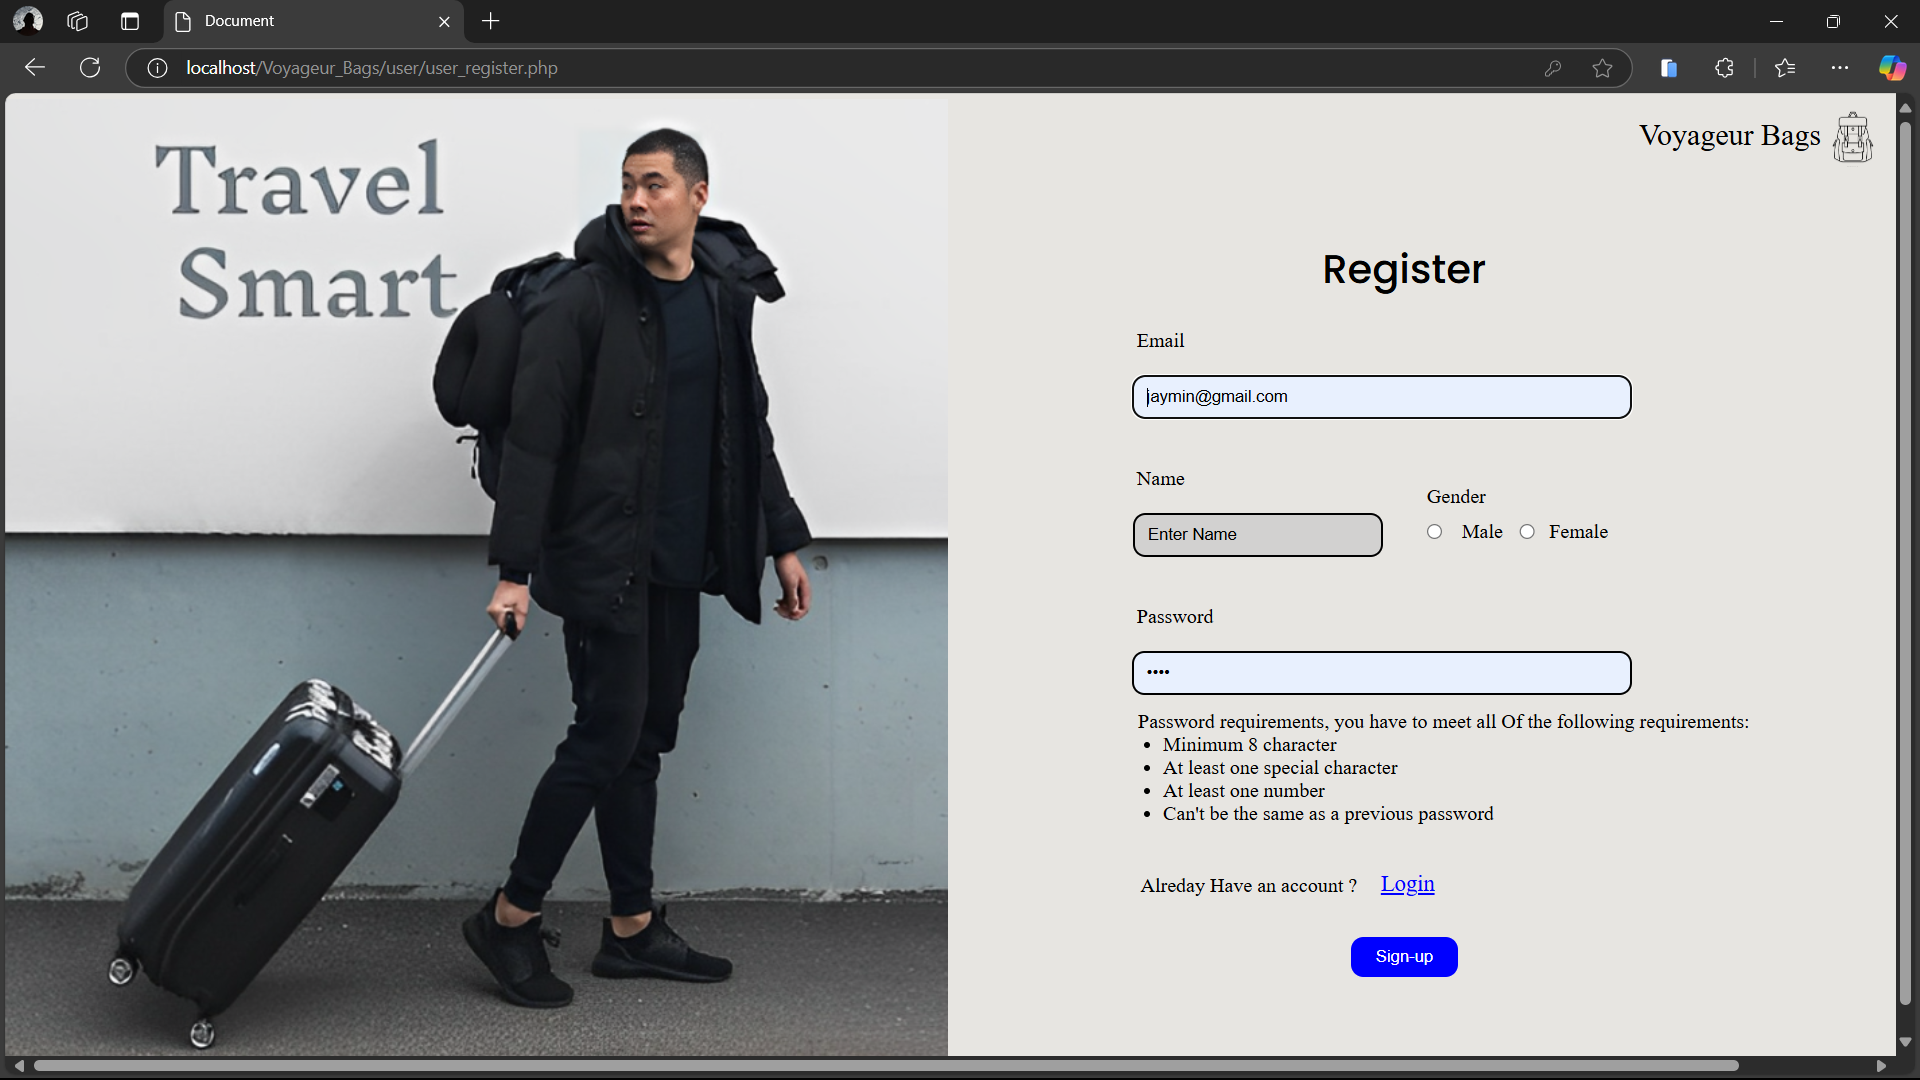 Document
localhost/Voyageur_Bags/user/user_register.php
Travel
Smart
Voyageur Bags
Register
Email
jaymin@gmail.com
Name
Gender
Enter Name
Male Female
Password
••••
Password requirements, you have to meet all Of the following requirements:
• Minimum 8 character
• At least one special character
• At least one number
• Can't be the same as a previous password
Alreday Have an account ? Login
Sign-up